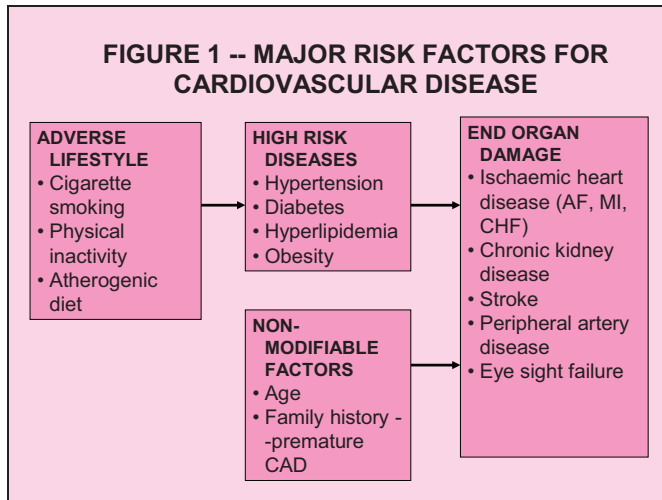 FIGURE 1 -- MAJOR RISK FACTORS FOR
CARDIOVASCULAR DISEASE
ADVERSE
LIFESTYLE
• Cigarette
smoking
• Physical
inactivity
• Atherogenic
diet
HIGH RISK
DISEASES
• Hypertension
• Diabetes
• Hyperlipidemia
• Obesity
NON-
MODIFIABLE
FACTORS
• Age
• Family history -
-premature
CAD
END ORGAN
DAMAGE
• Ischaemic heart
disease (AF, MI,
CHF)
• Chronic kidney
disease
• Stroke
• Peripheral artery
disease
• Eye sight failure